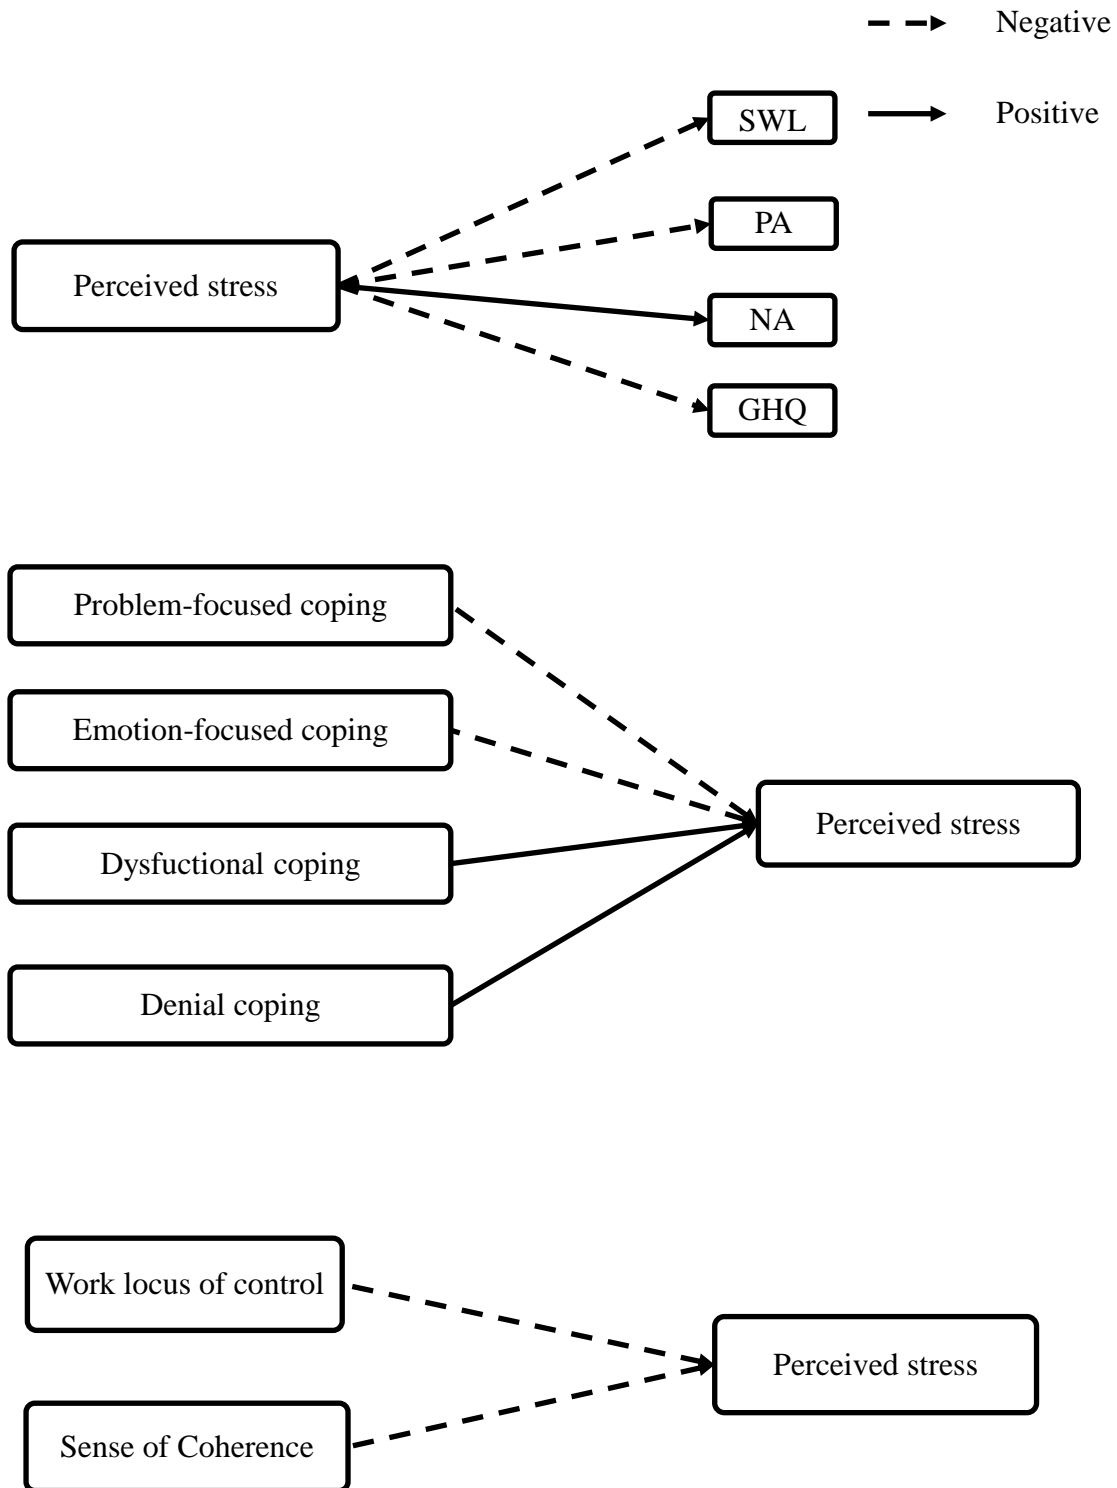 Negative
SWL
Positive
PA
Perceived stress
NA
GHQ
Problem-focused coping
Emotion-focused coping
Perceived stress
Dysfuctional coping
Denial coping
Work locus of control
Perceived stress
Sense of Coherence